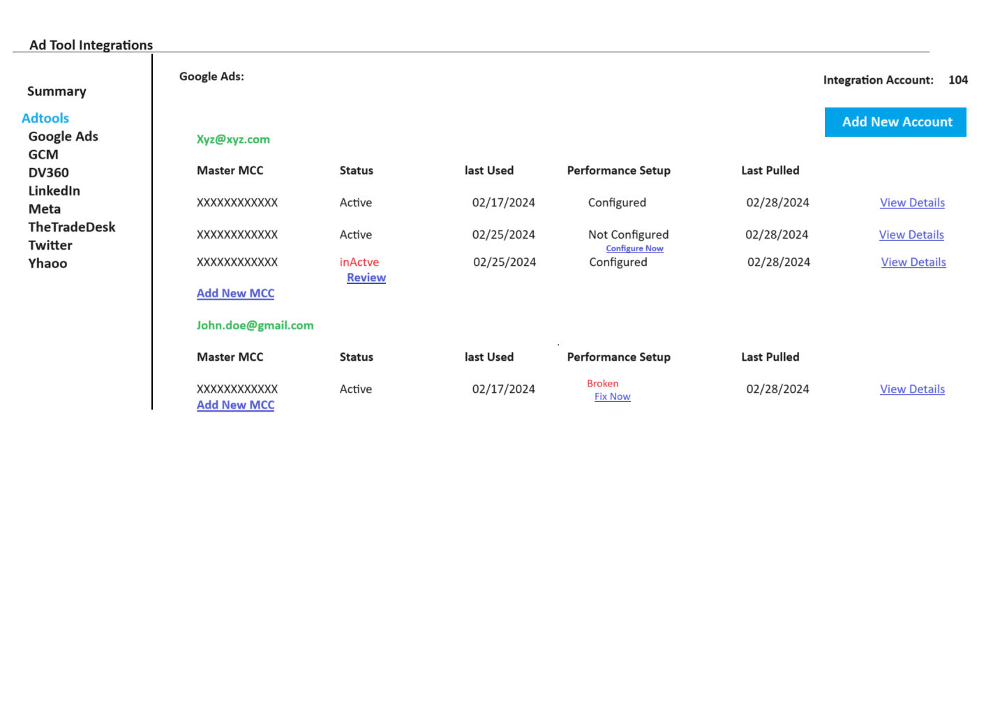 Ad Tool Integrations
Summary
Adtools
Google Ads
GCM
DV360
LinkedIn
Meta
TheTradeDesk
Twitter
Yhaoo
Google Ads:
Integration Account: 104
Add New Account
Xyz@xyz.com
Master MCC Status last Used Performance Setup Last Pulled
XXXXXXXXXXXX Active 02/17/2024 Configured 02/28/2024 View Details
XXXXXXXXXXXX Active 02/25/2024 Not Configured 02/28/2024 View Details
Configure Now
XXXXXXXXXXXX inActve 02/25/2024 Configured 02/28/2024 View Details
Review
Add New MCC
John.doe@gmail.com
Master MCC Status last Used Performance Setup Last Pulled
XXXXXXXXXXXX Active 02/17/2024 Broken 02/28/2024 View Details
Fix Now
Add New MCC